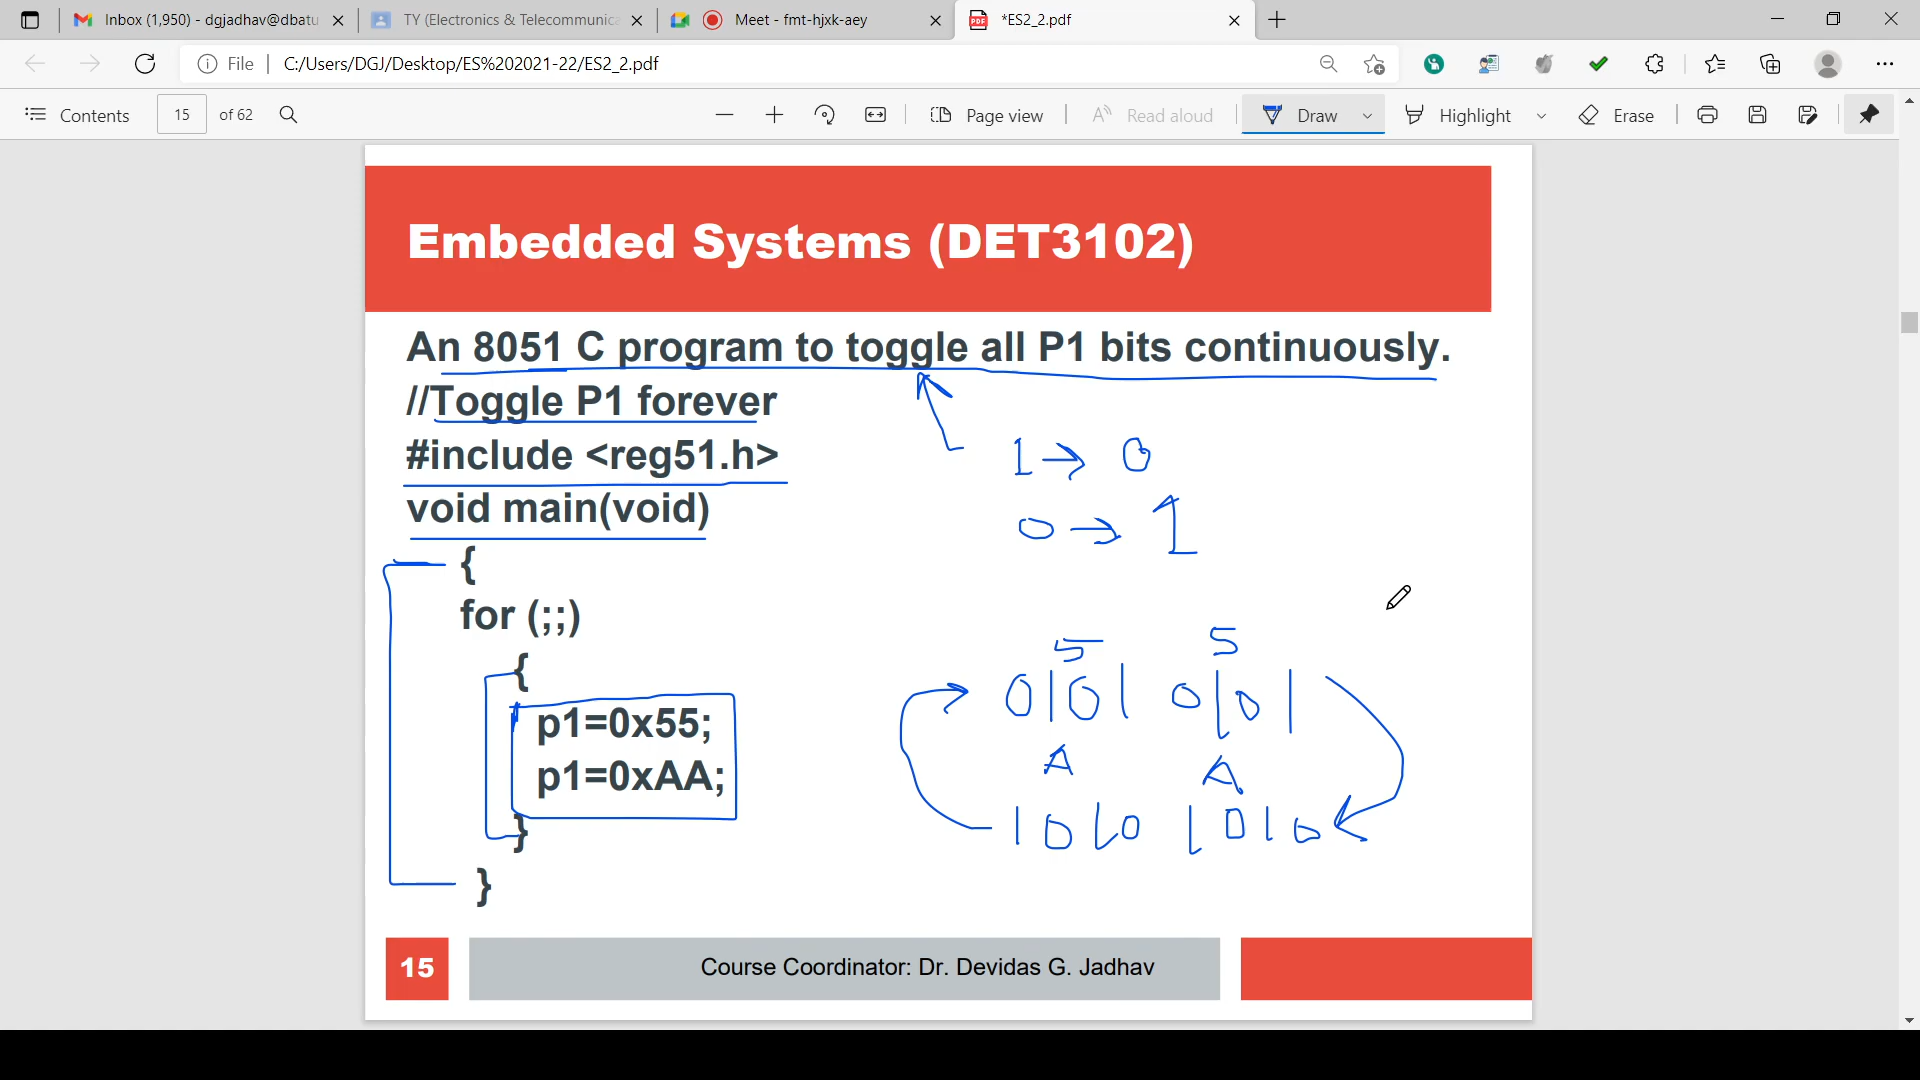 Inbox (1,950) - dgjadhav@dbatu
TY (Electronics & Telecommunica
Meet - fmt-hjxk-aey
*ES2_2.pdf
File
C:/Users/DGJ/Desktop/ES%202021-22/ES2_2.pdf
Contents
15
of 62
Page view
Read aloud
Draw
Highlight
Erase
Embedded Systems (DET3102)
An 8051 C program to toggle all P1 bits continuously.
//Toggle P1 forever
#include <reg51.h>
1 → 0
void main(void)
0 → 1
{
for (;;)
{
5 5
0101 0101
p1=0x55;
A A
p1=0xAA;
1010 1010
}
}
15
Course Coordinator: Dr. Devidas G. Jadhav